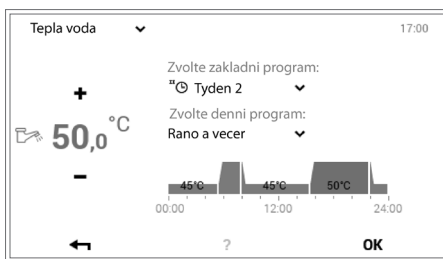 Tepla voda
17:00
Zvolte zakladni program:
Tyden 2
Zvolte denni program:
Rano a vecer
+
50,0 °C
−
45°C 45°C 50°C
00:00 12:00 24:00
? OK